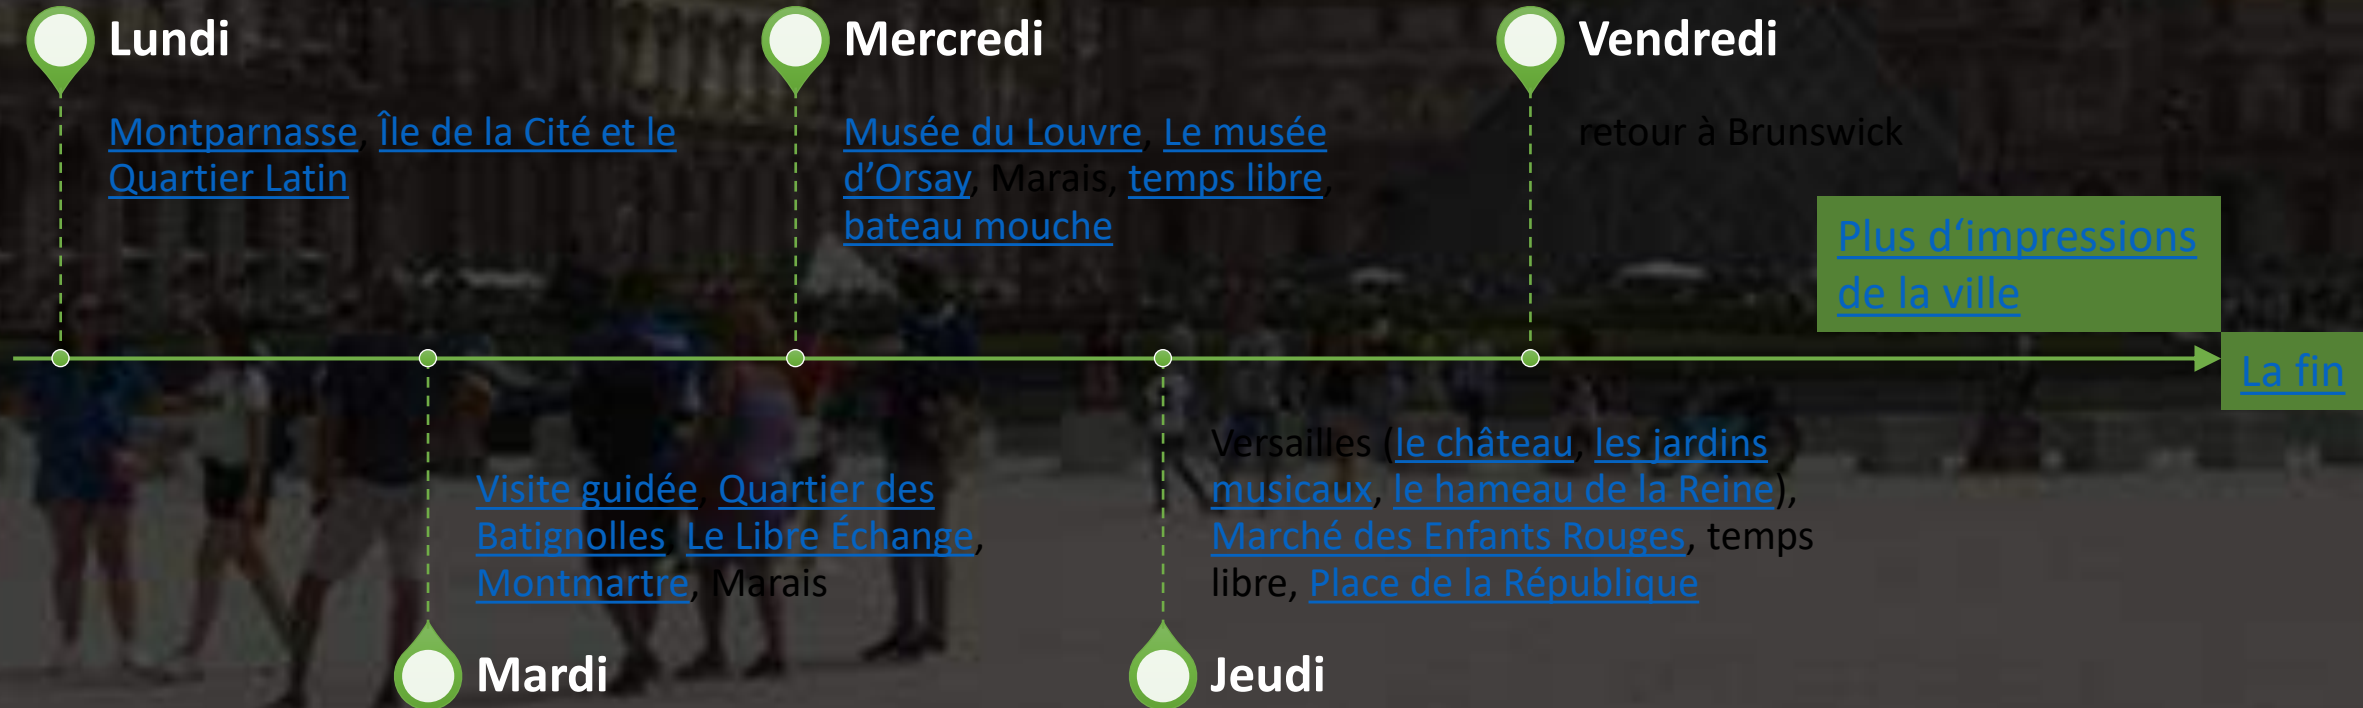 Lundi
Montparnasse, Île de la Cité et le
Quartier Latin
Mardi
Visite guidée, Quartier des
Batignolles, Le Libre Échange,
Montmartre, Marais
Mercredi
Musée du Louvre, Le musée
d’Orsay, Marais, temps libre,
bateau mouche
Jeudi
Versailles (le château, les jardins
musicaux, le hameau de la Reine),
Marché des Enfants Rouges, temps
libre, Place de la République
Vendredi
retour à Brunswick
Plus d‘impressions
de la ville
La fin